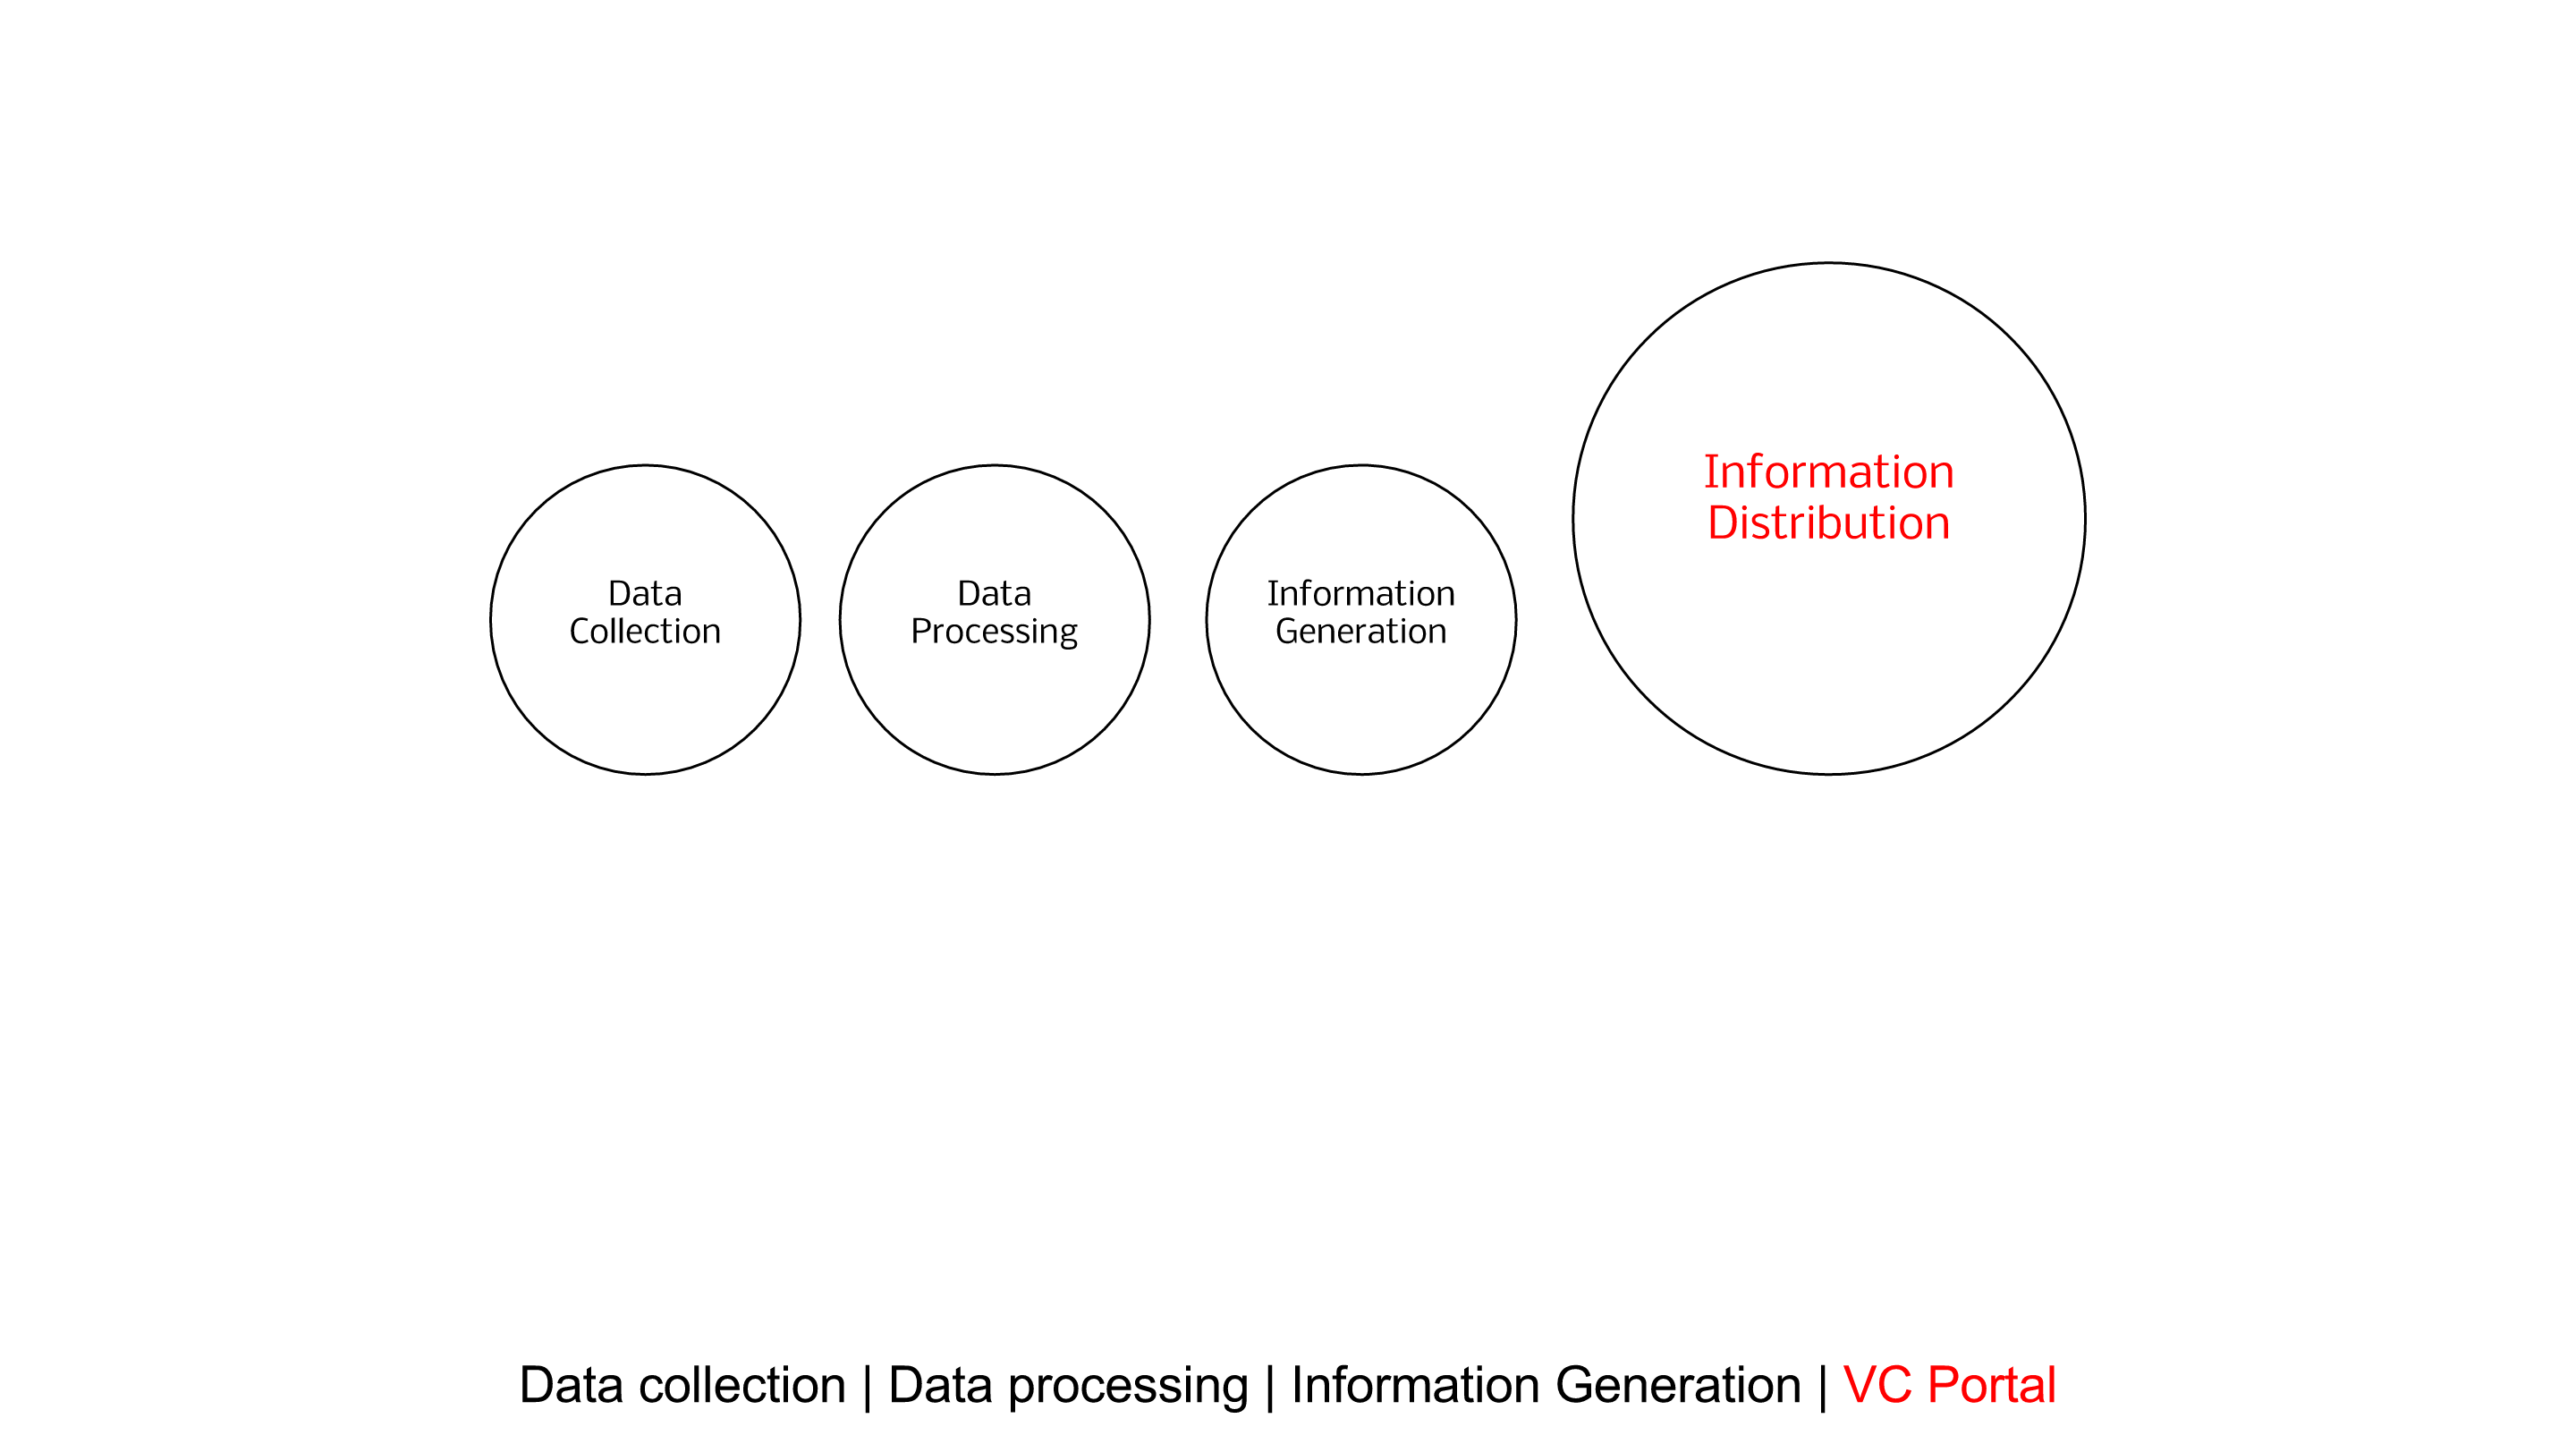 Information
Distribution
Data
Collection
Data
Processing
Information
Generation
Data collection | Data processing | Information Generation | VC Portal